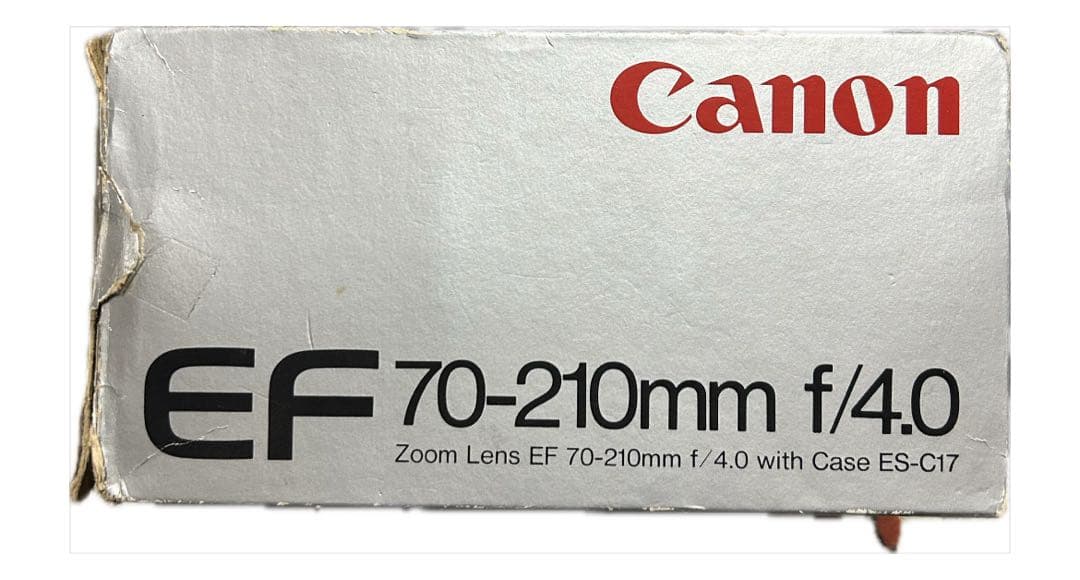 Canon
EF 70-210mm f/4.0
Zoom Lens EF 70-210mm f/4.0 with Case ES-C17